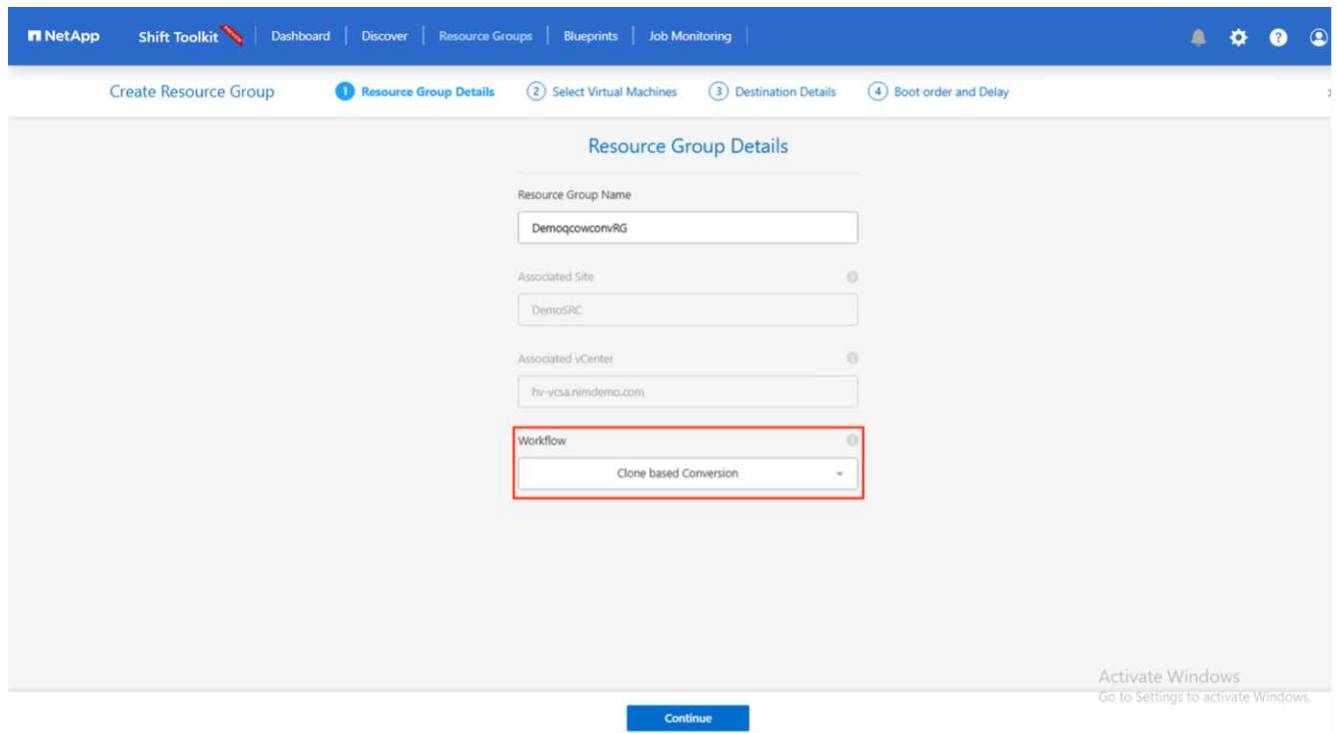 NetApp Shift Toolkit Dashboard Discover Resource Groups Blueprints Job Monitoring
Create Resource Group 1 Resource Group Details 2 Select Virtual Machines 3 Destination Details 4 Boot order and Delay
Resource Group Details
Resource Group Name
DemoqcowconvRG
Associated Site
DemoSRC
Associated vCenter
hv-vcsa.nimdemo.com
Workflow
Clone based Conversion
Activate Windows
Go to Settings to activate Windows.
Continue